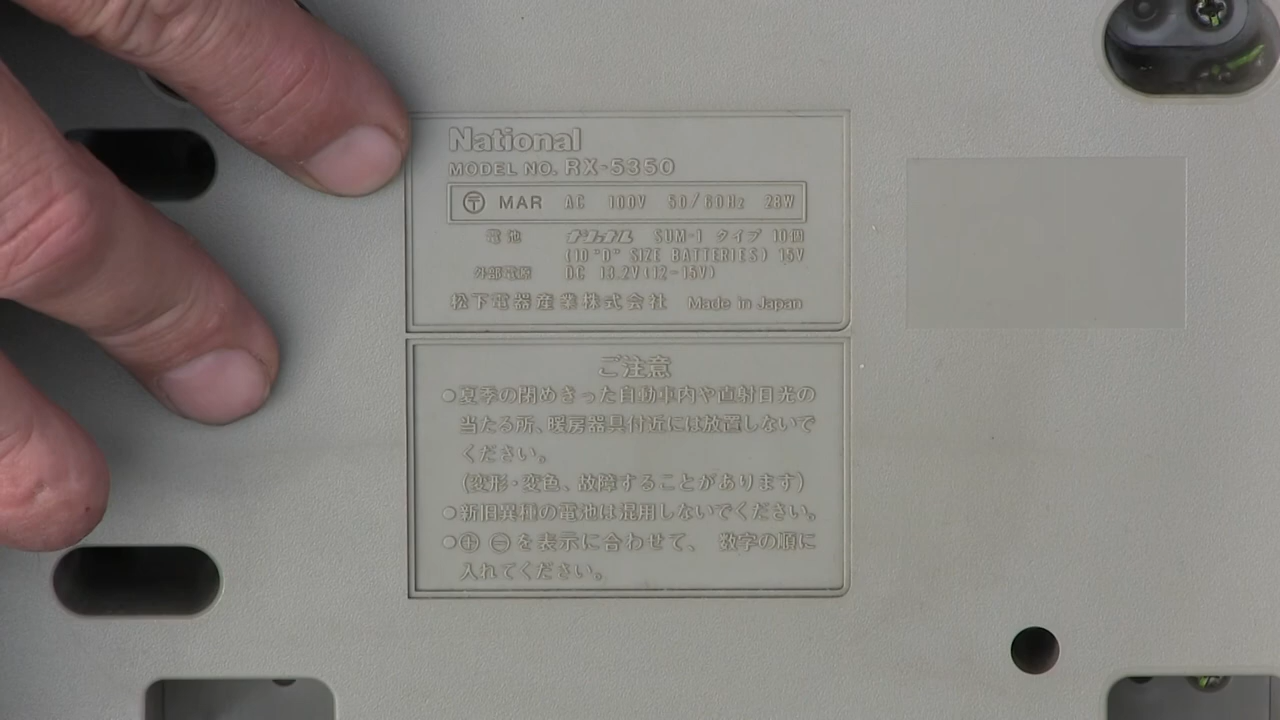 National
MODEL NO. RX-5350
〒 MAR AC 100V 50/60Hz 28W
電池 ナショナル SUM-1 タイプ 10個
(10 "D" SIZE BATTERIES) 15V
外部電源 DC 13.2V(12-15V)
松下電器産業株式会社 Made in Japan
ご注意
●夏季の閉めきった自動車内や直射日光の
当たる所、暖房器具付近には放置しないで
ください。
(変形・変色、故障することがあります)
●新旧異種の電池は混用しないでください。
●⊕ ⊖を表示に合わせて、 数字の順に
入れてください。